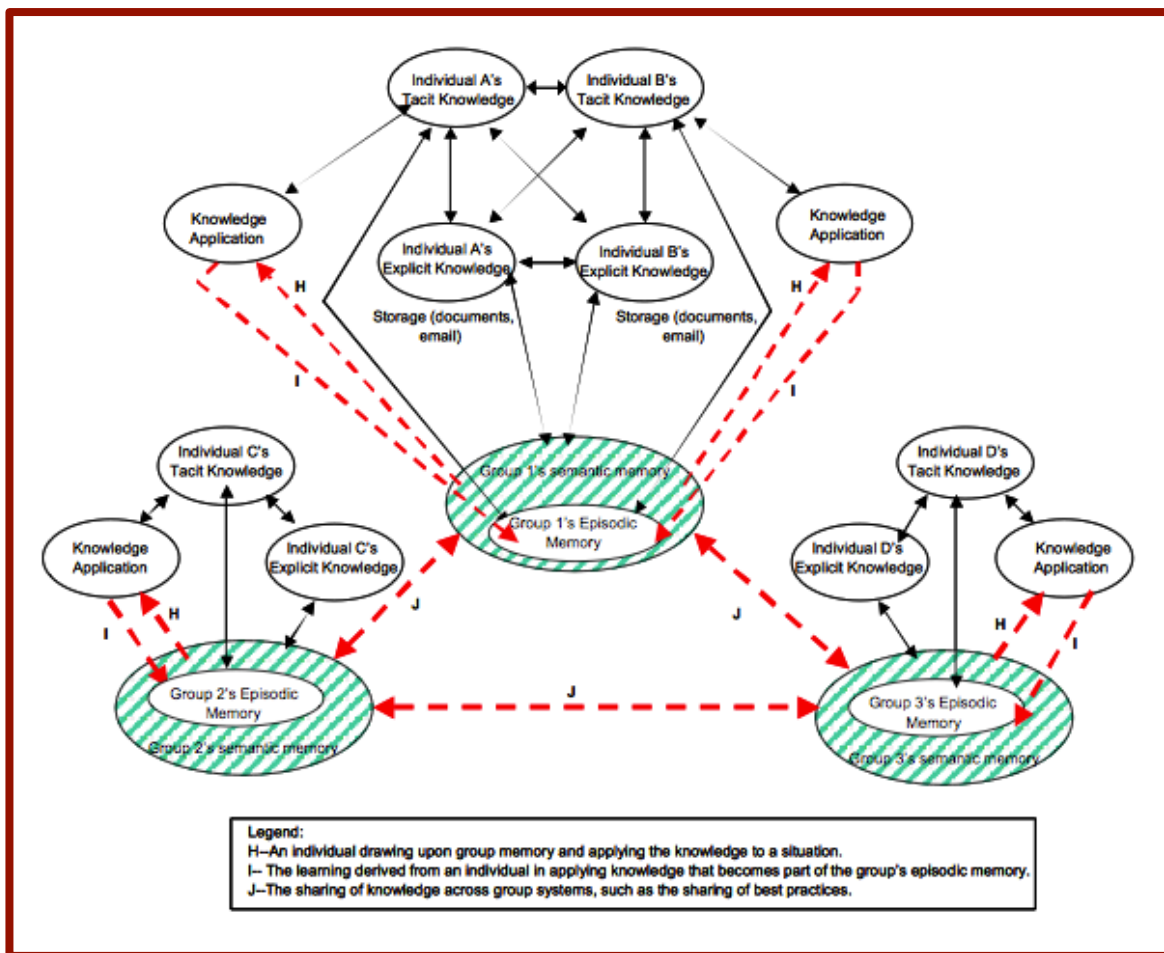 Individual A's
Tacit Knowledge
Individual B's
Tacit Knowledge
Knowledge
Application
Individual A's
Explicit Knowledge
Individual B's
Explicit Knowledge
Knowledge
Application
H
H
Storage (documents,
email)
Storage (documents,
email)
I
I
Individual C's
Tacit Knowledge
Group 1's semantic memory
Individual D's
Tacit Knowledge
Group 1's Episodic
Memory
Knowledge
Application
Individual C's
Explicit Knowledge
Individual D's
Explicit Knowledge
Knowledge
Application
H
I
J
J
H
I
Group 2's Episodic
Memory
Group 2's semantic memory
J
Group 3's Episodic
Memory
Group 3's semantic memory
Legend:
H--An individual drawing upon group memory and applying the knowledge to a situation.
I-- The learning derived from an individual in applying knowledge that becomes part of the group's episodic memory.
J--The sharing of knowledge across group systems, such as the sharing of best practices.